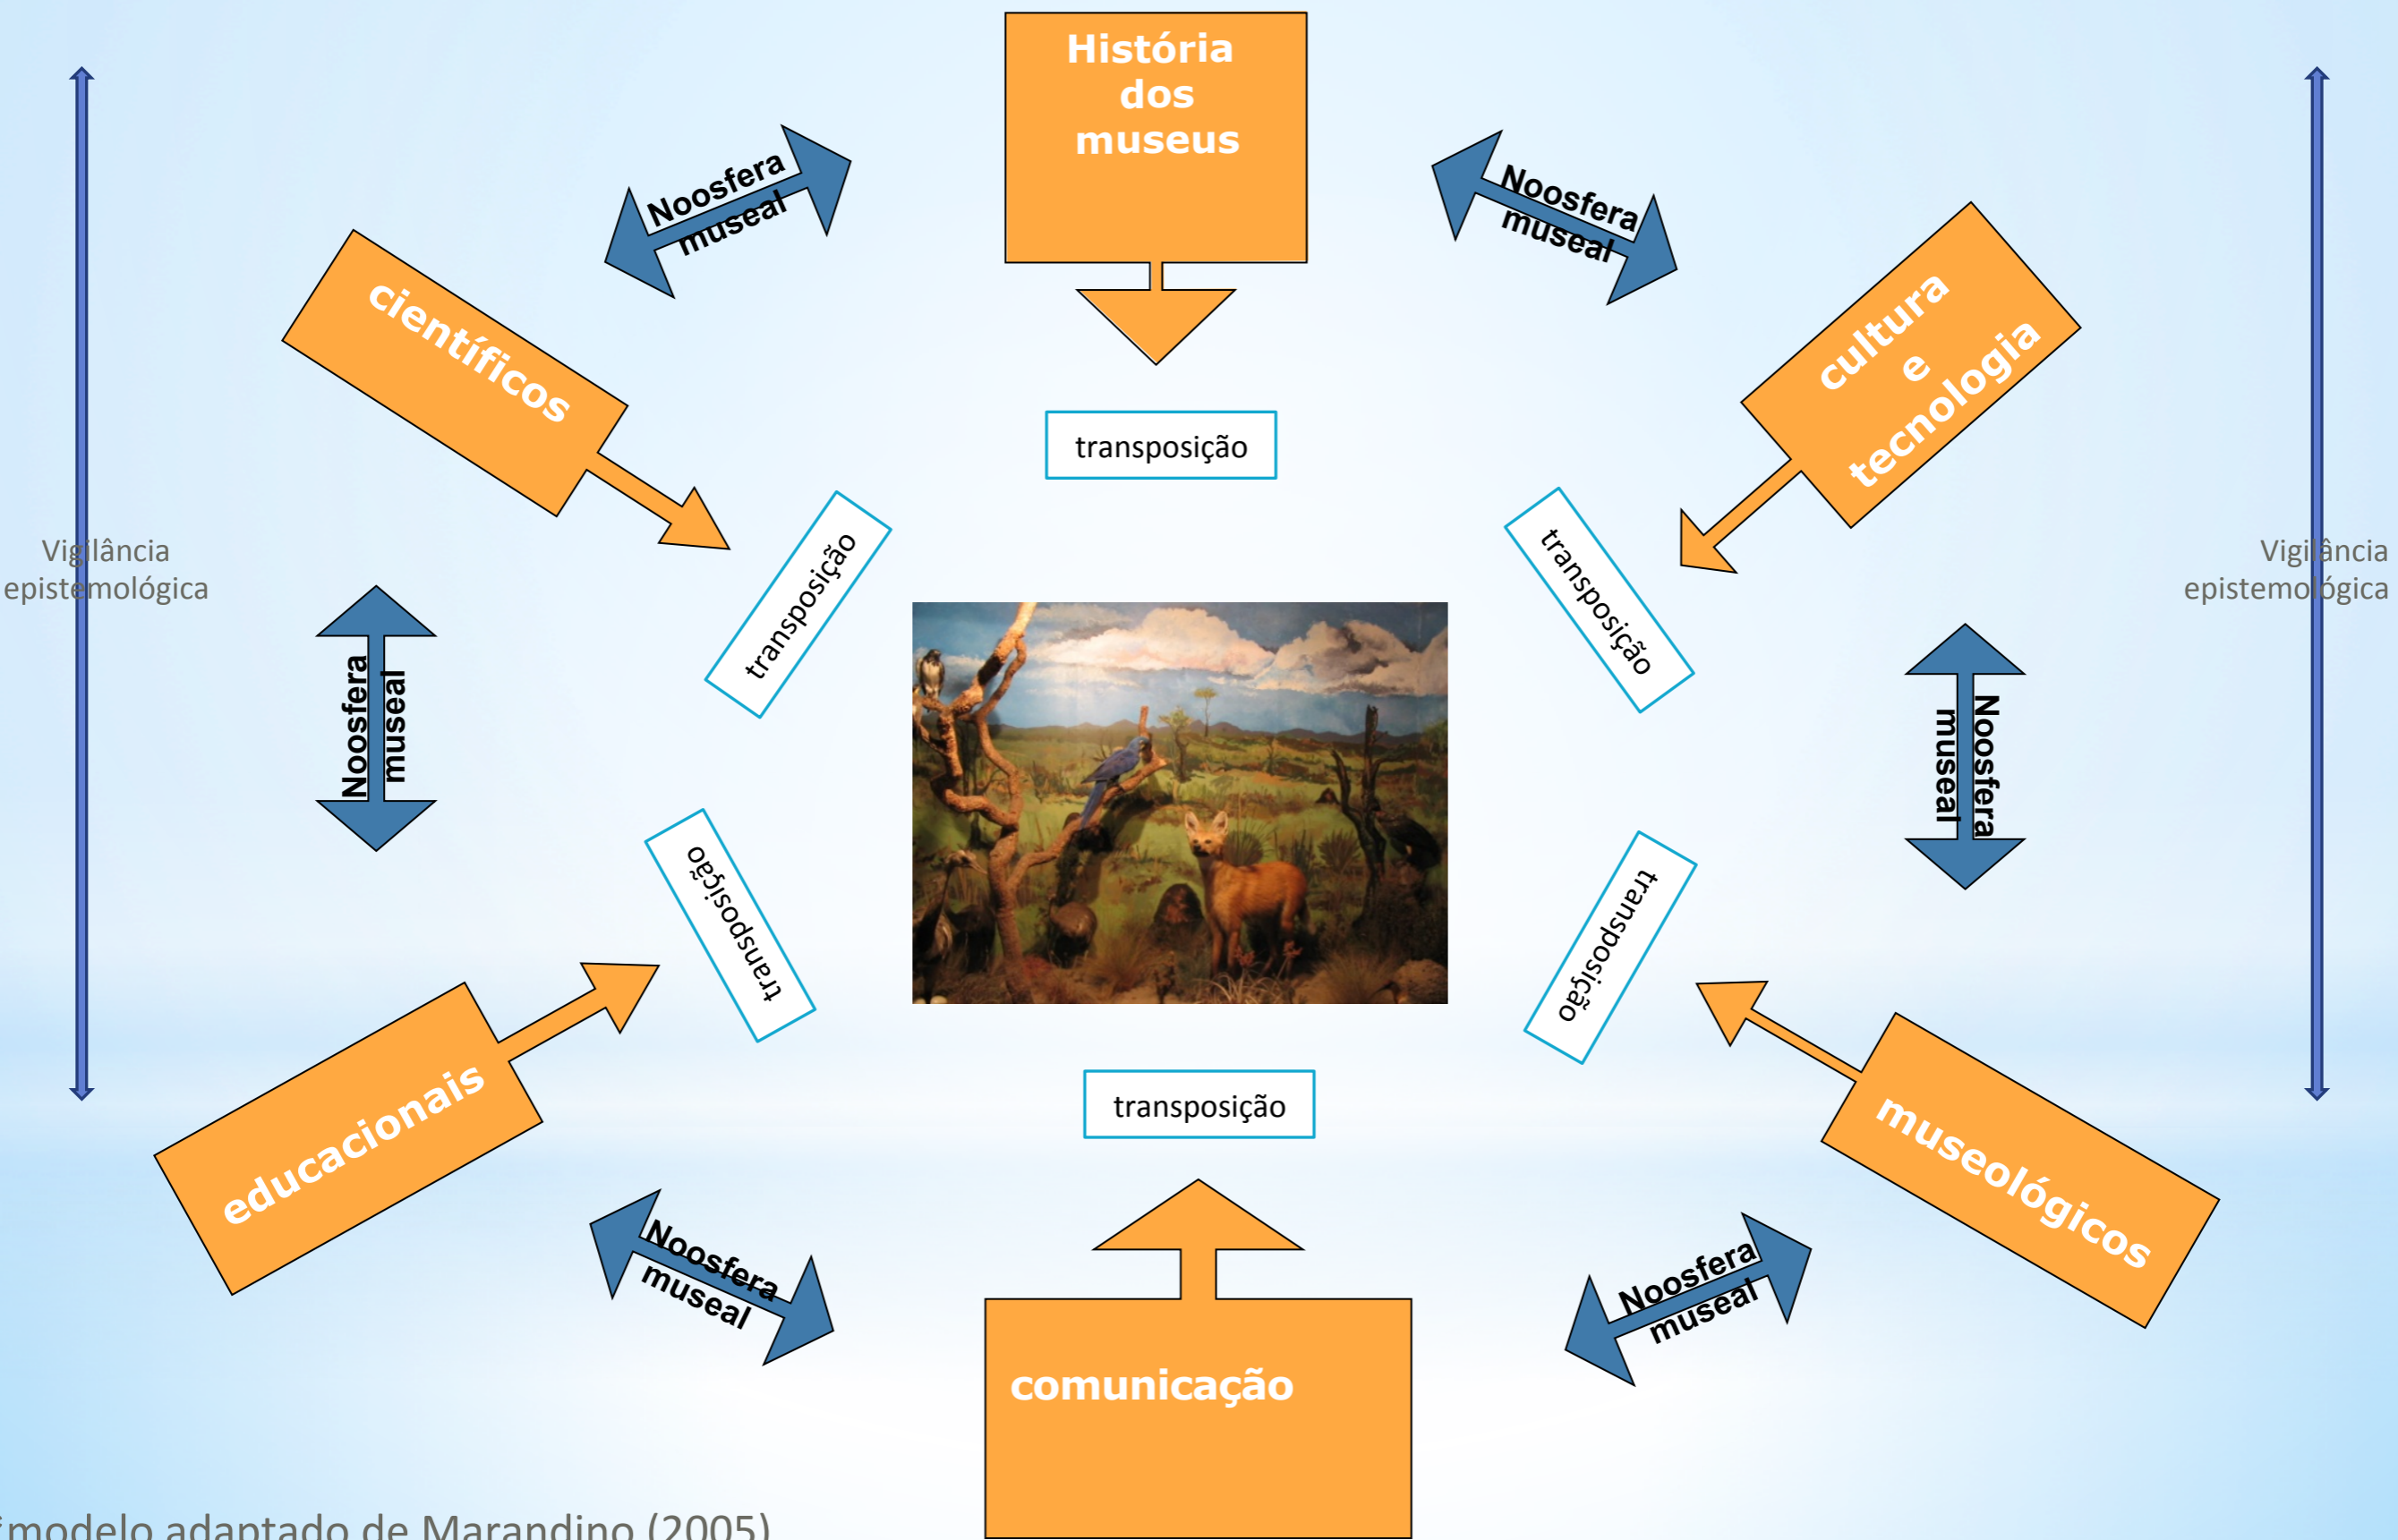 História
dos
museus
Noosfera
museal
Noosfera
museal
científicos
cultura
e
tecnologia
transposição
transposição
transposição
Vigilância
epistemológica
Vigilância
epistemológica
Noosfera
museal
Noosfera
museal
transposição
transposição
educacionais
transposição
museológicos
Noosfera
museal
Noosfera
museal
comunicação
*modelo adaptado de Marandino (2005)